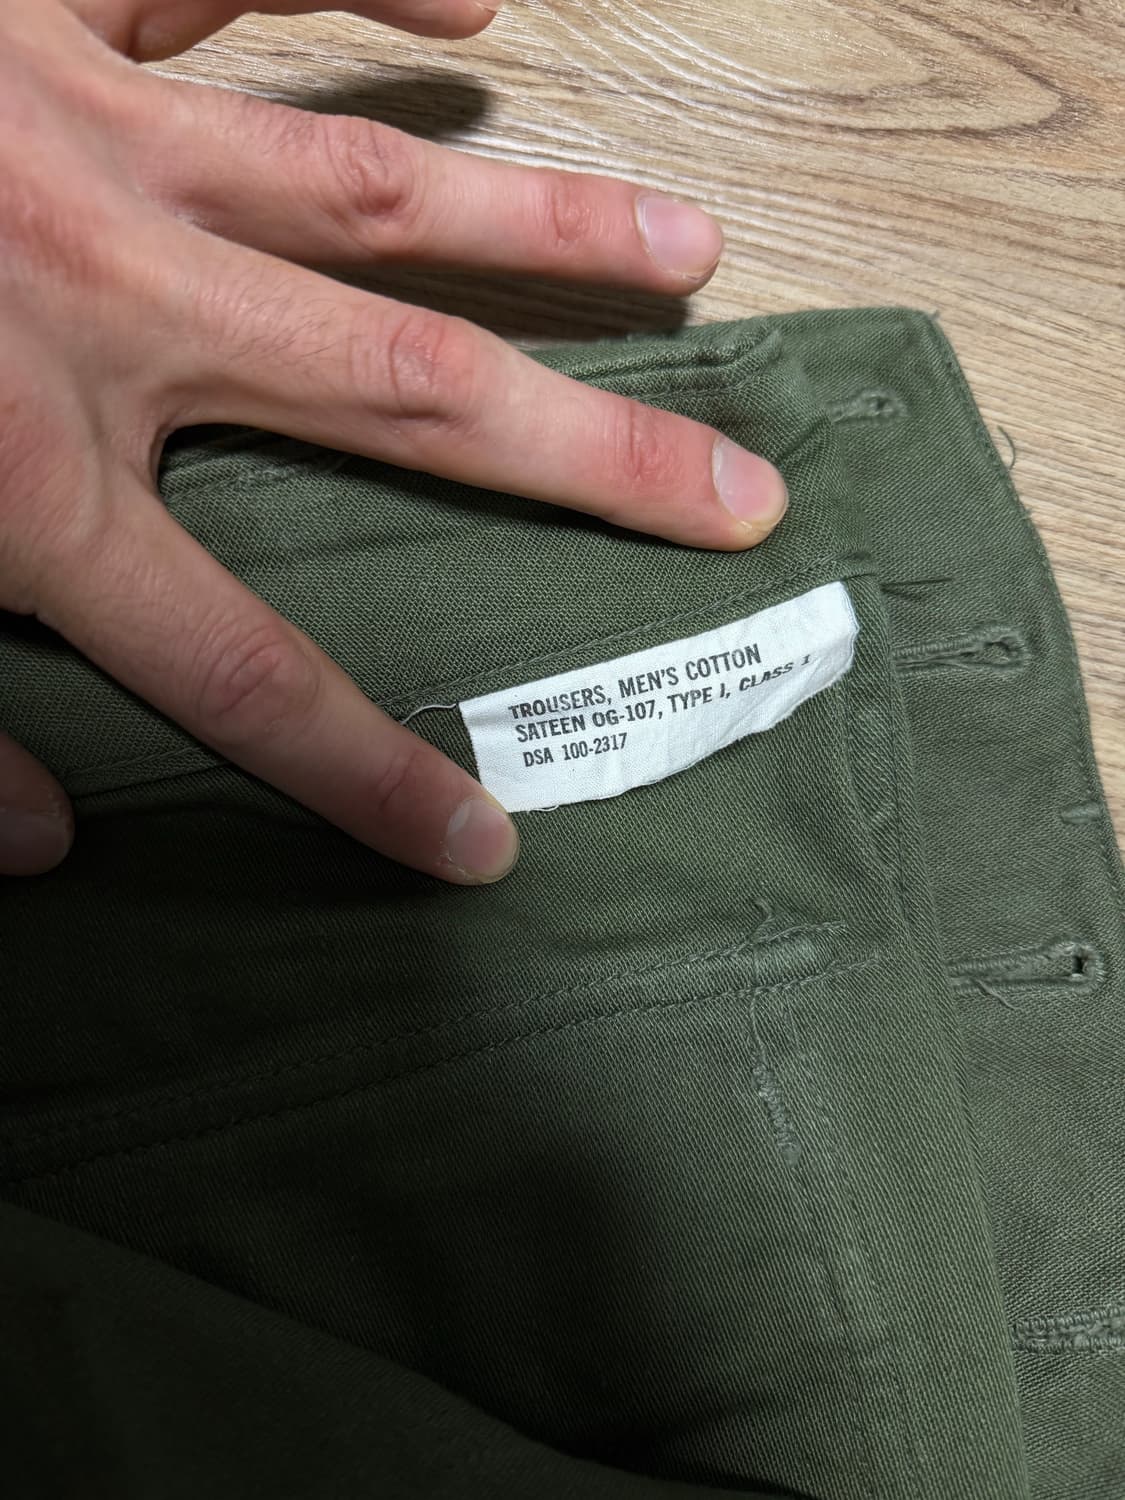 TROUSERS, MEN'S COTTON
SATEEN OG-107, TYPE I, CLASS 1
DSA 100-2317